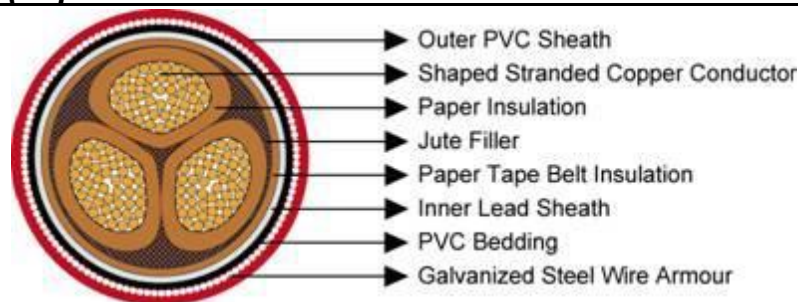 Outer PVC Sheath
Shaped Stranded Copper Conductor
Paper Insulation
Jute Filler
Paper Tape Belt Insulation
Inner Lead Sheath
PVC Bedding
Galvanized Steel Wire Armour